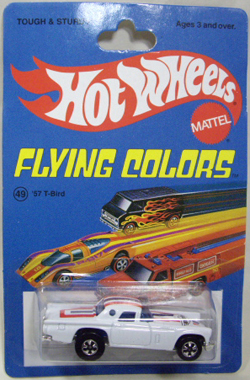 TOUGH & STURDY
Ages 3 and over.
Hot Wheels
MATTEL
FLYING COLORS
49 '57 T-Bird